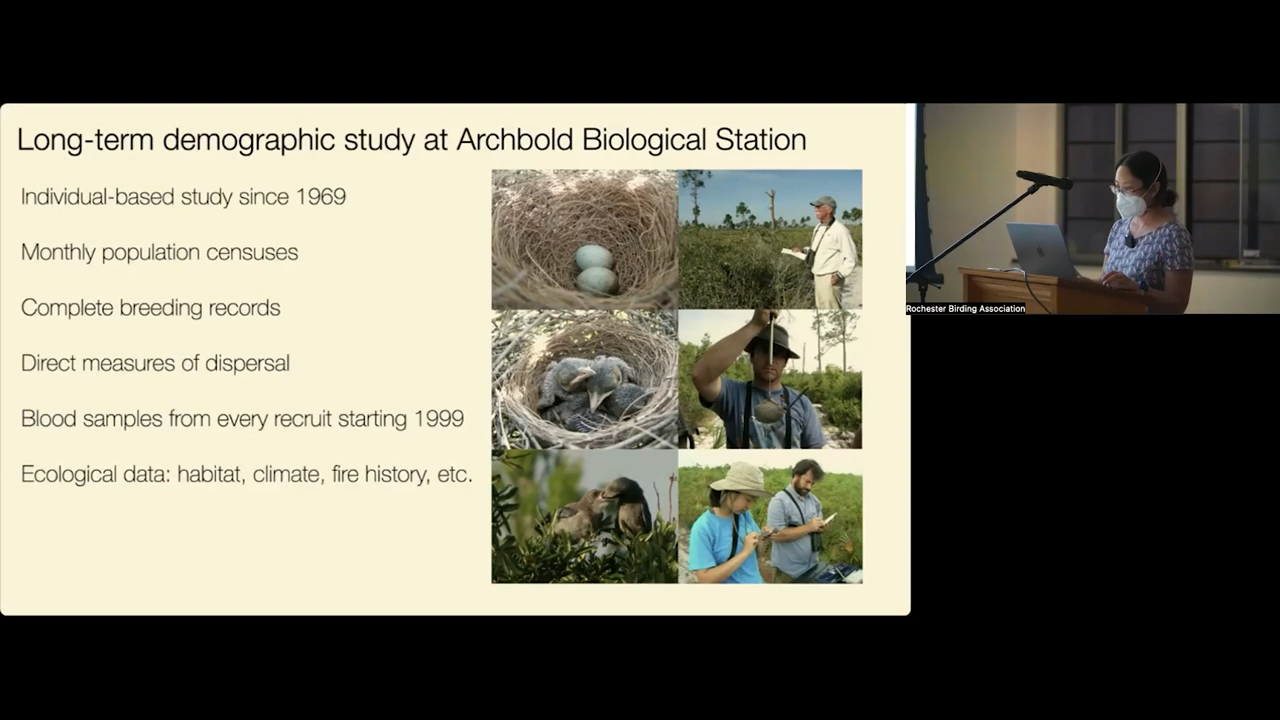 Long-term demographic study at Archbold Biological Station
Individual-based study since 1969
Monthly population censuses
Complete breeding records
Direct measures of dispersal
Blood samples from every recruit starting 1999
Ecological data: habitat, climate, fire history, etc.
Rochester Birding Association